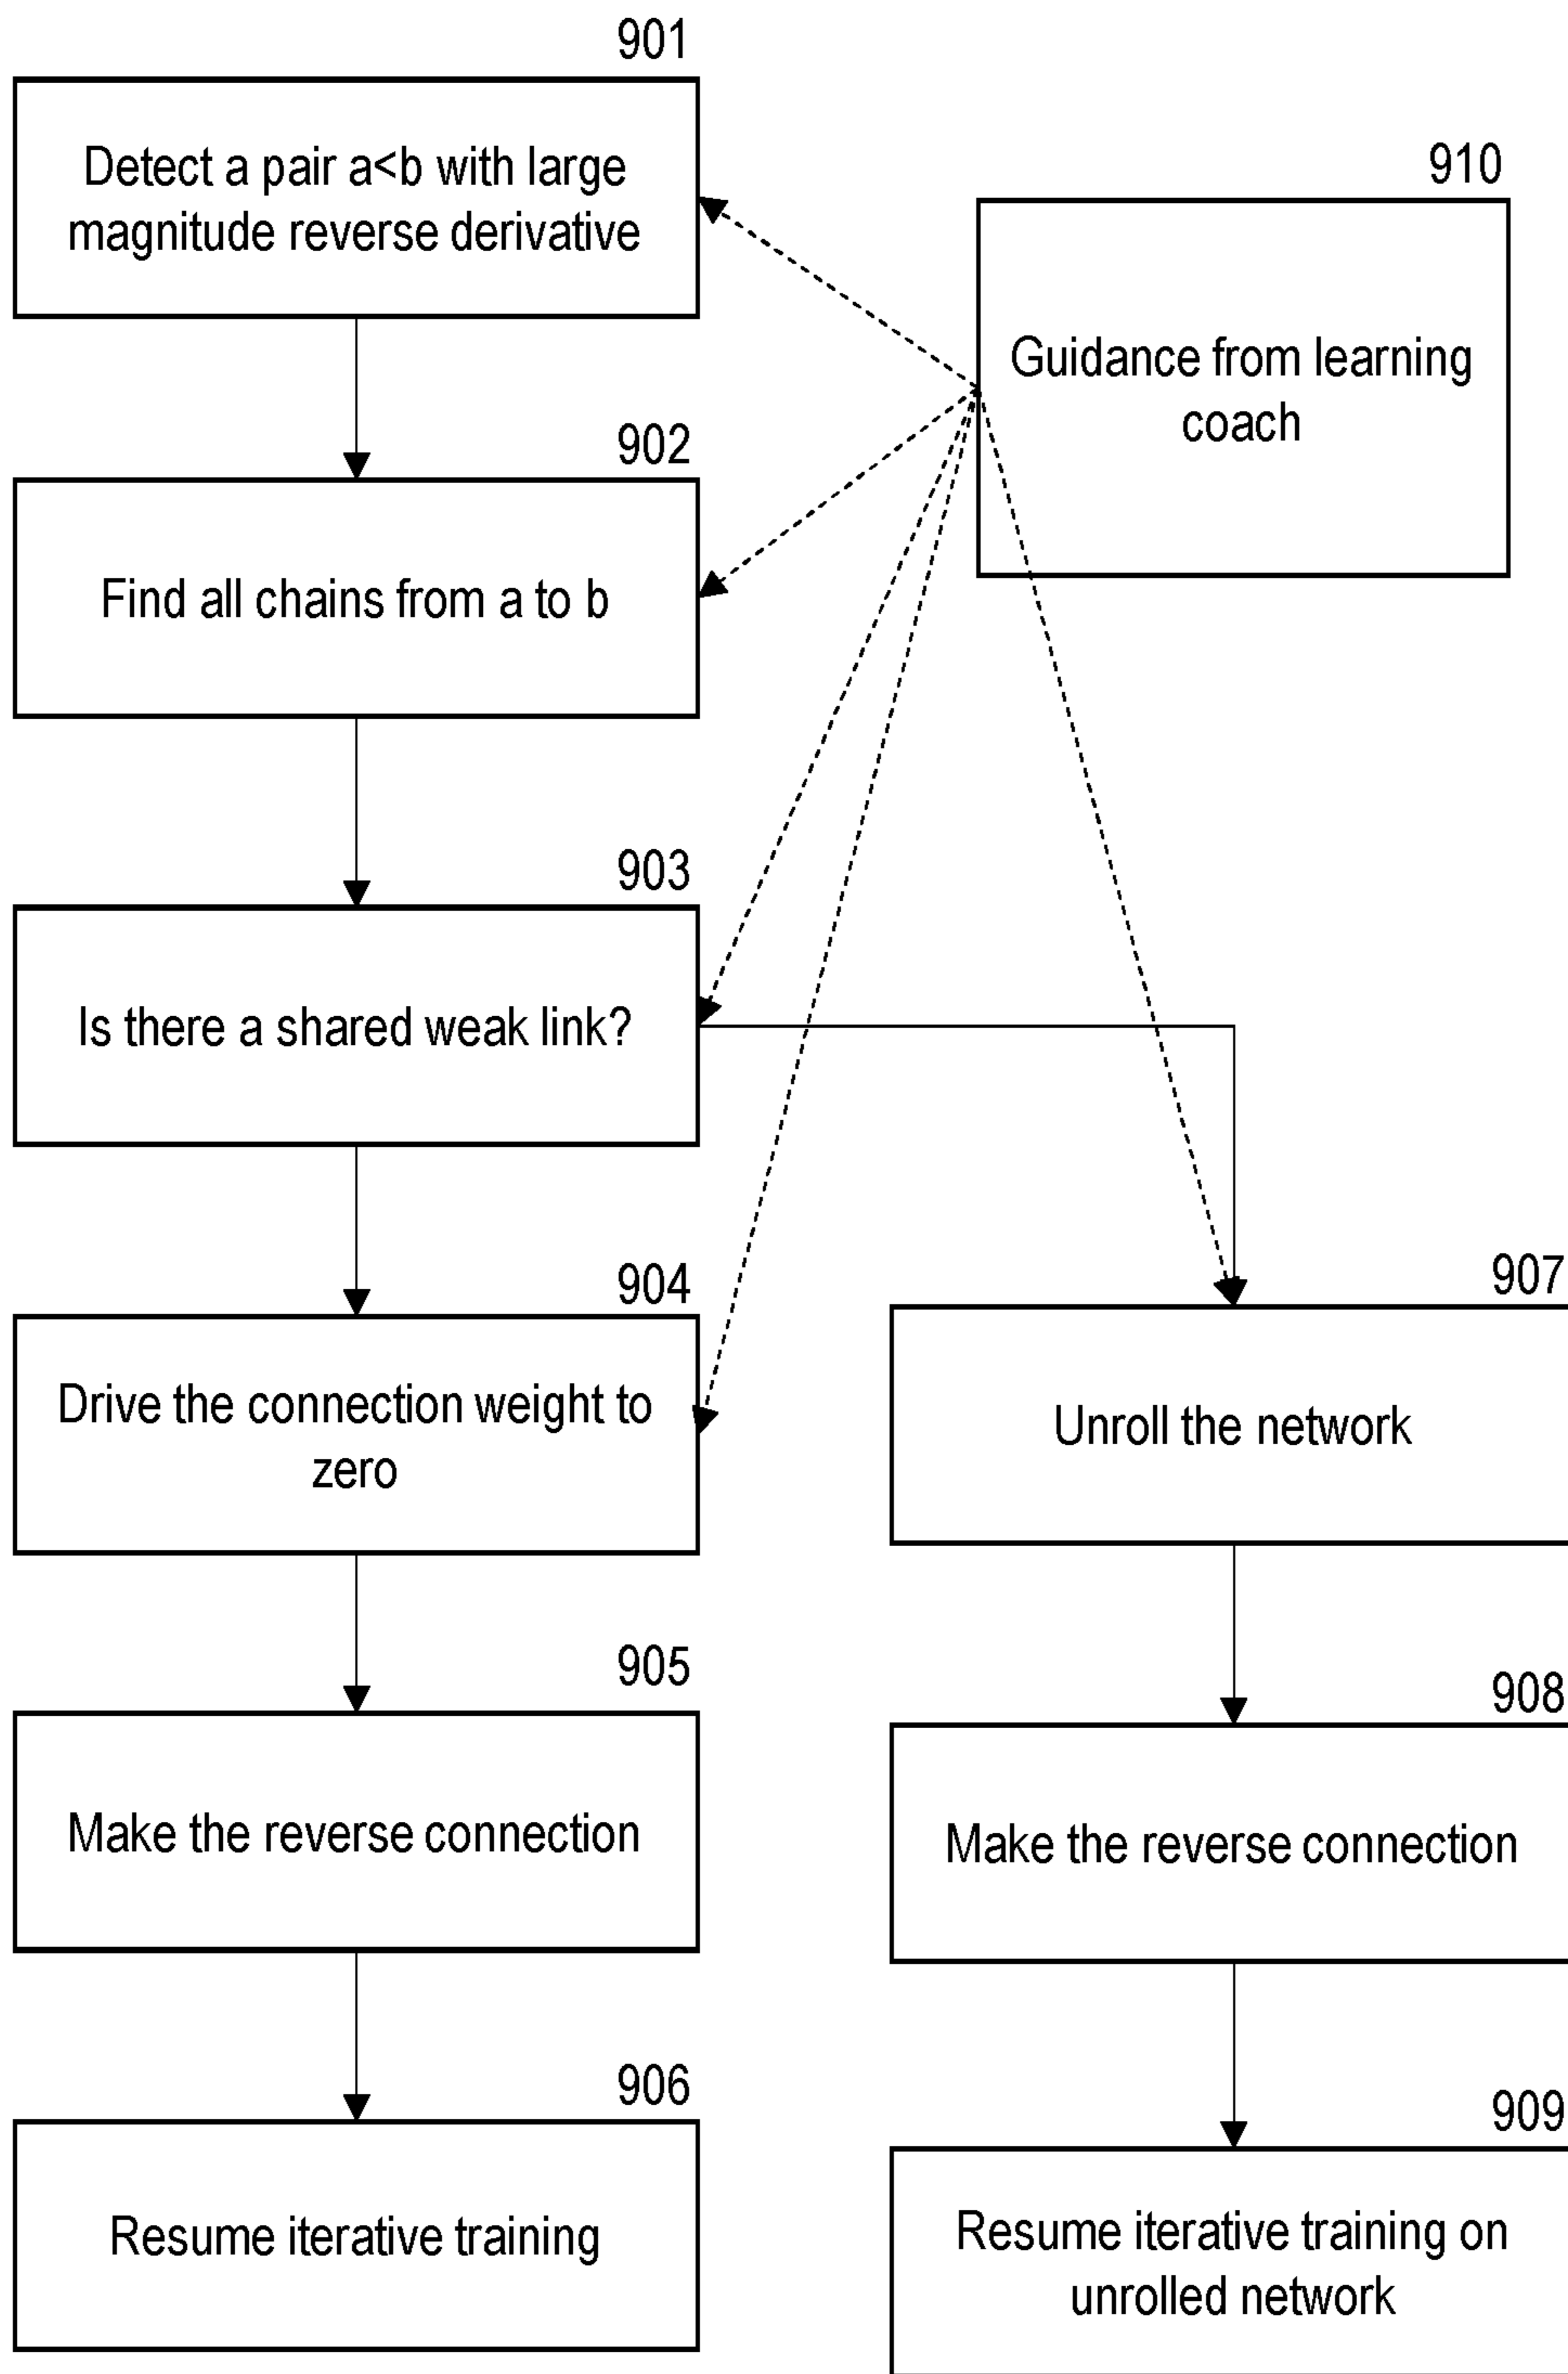 901
Detect a pair a<b with large
magnitude reverse derivative
910
Guidance from learning
coach
902
Find all chains from a to b
903
Is there a shared weak link?
904
Drive the connection weight to
zero
907
Unroll the network
905
Make the reverse connection
908
Make the reverse connection
906
Resume iterative training
909
Resume iterative training on
unrolled network